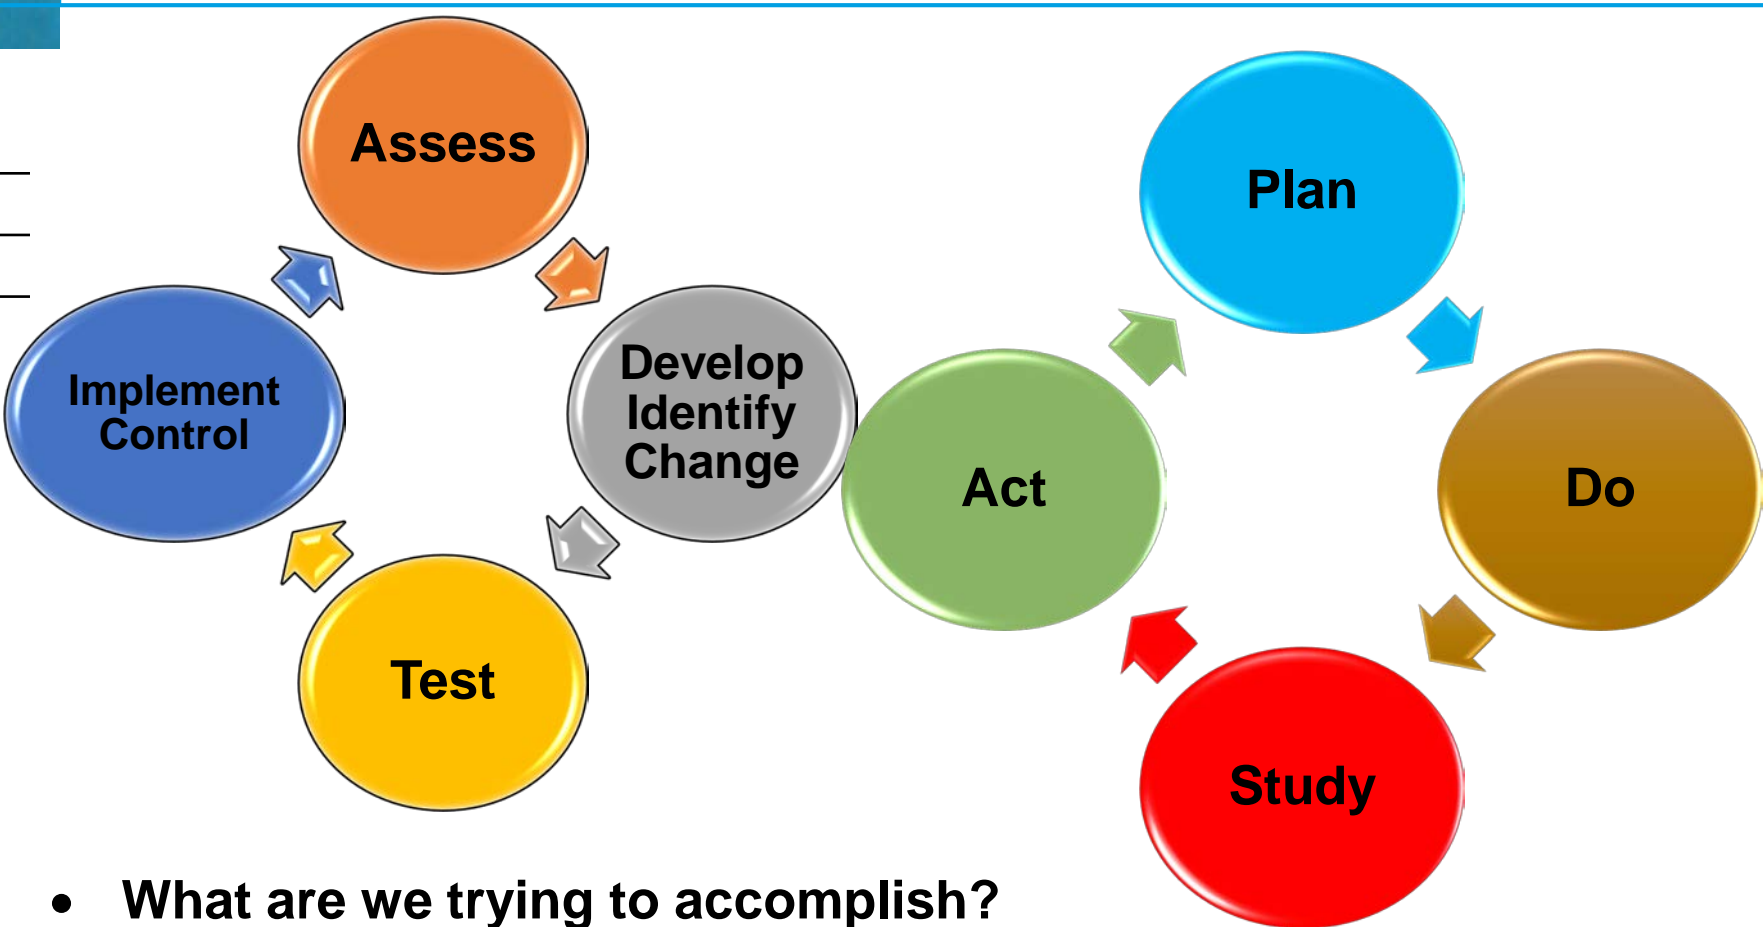 Assess
Develop
Identify
Change
Test
Implement
Control
Plan
Do
Study
Act
• What are we trying to accomplish?